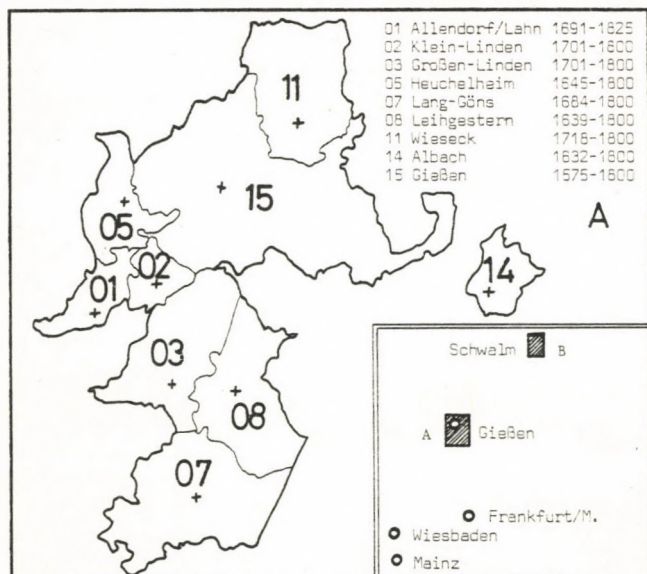 01 Allendorf/Lahn 1691-1825
02 Klein-Linden 1701-1800
03 Großen-Linden 1701-1800
05 Heuchelheim 1645-1800
07 Lang-Göns 1684-1800
08 Leihgestern 1639-1800
11 Wieseck 1718-1800
14 Albach 1632-1800
15 Gießen 1575-1800
A
11
15
05
02
01
14
03
08
07
Schwalm B
A Gießen
Frankfurt/M.
Wiesbaden
Mainz